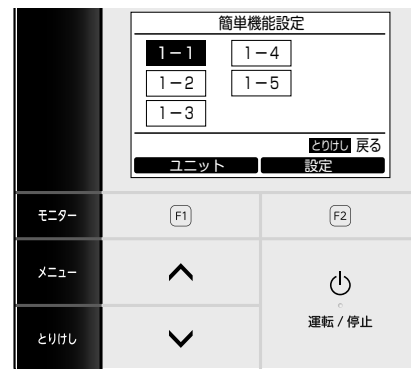 簡単機能設定
1－1 1－4
1－2 1－5
1－3
とりけし 戻る
ユニット 設定
モニター F1 F2
メニュー
運転 / 停止
とりけし